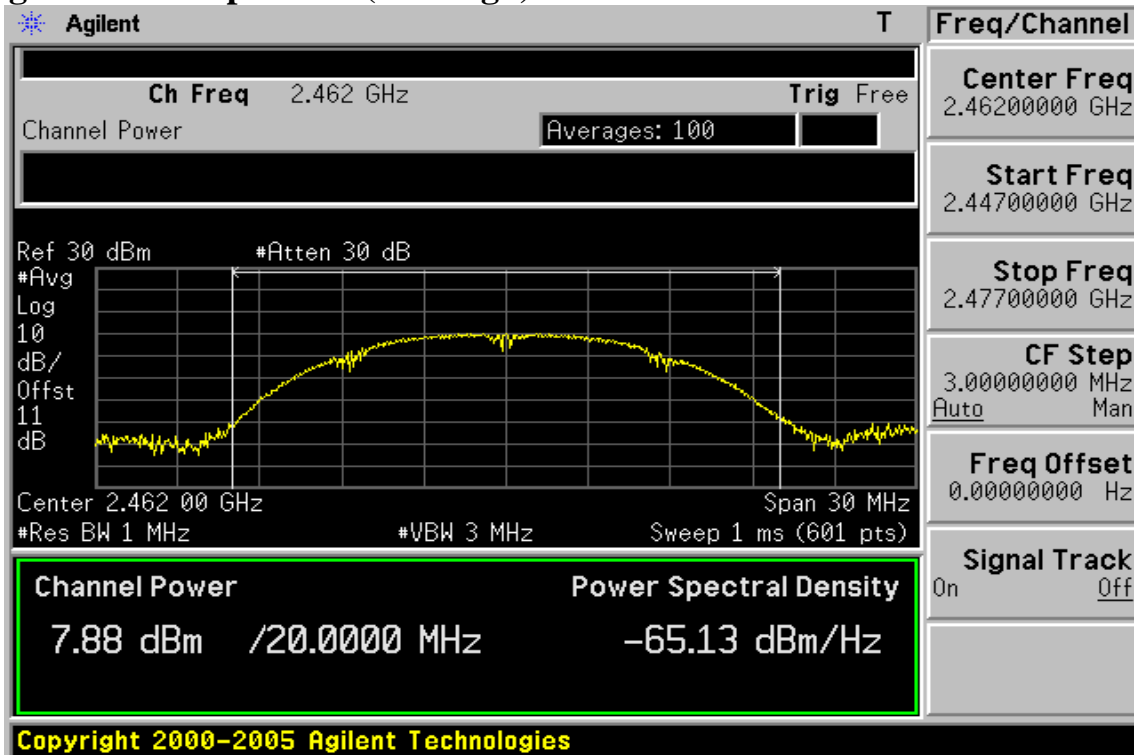 Agilent T
Freq/Channel
Ch Freq 2.462 GHz Trig Free
Channel Power Averages: 100
Center Freq
2.46200000 GHz
Start Freq
2.44700000 GHz
Stop Freq
2.47700000 GHz
CF Step
3.00000000 MHz
Auto Man
Freq Offset
0.00000000 Hz
Signal Track
On Off
Ref 30 dBm #Atten 30 dB
#Avg
Log
10
dB/
Offst
11
dB
Center 2.462 00 GHz Span 30 MHz
#Res BW 1 MHz #VBW 3 MHz Sweep 1 ms (601 pts)
Channel Power Power Spectral Density
7.88 dBm /20.0000 MHz -65.13 dBm/Hz
Copyright 2000-2005 Agilent Technologies